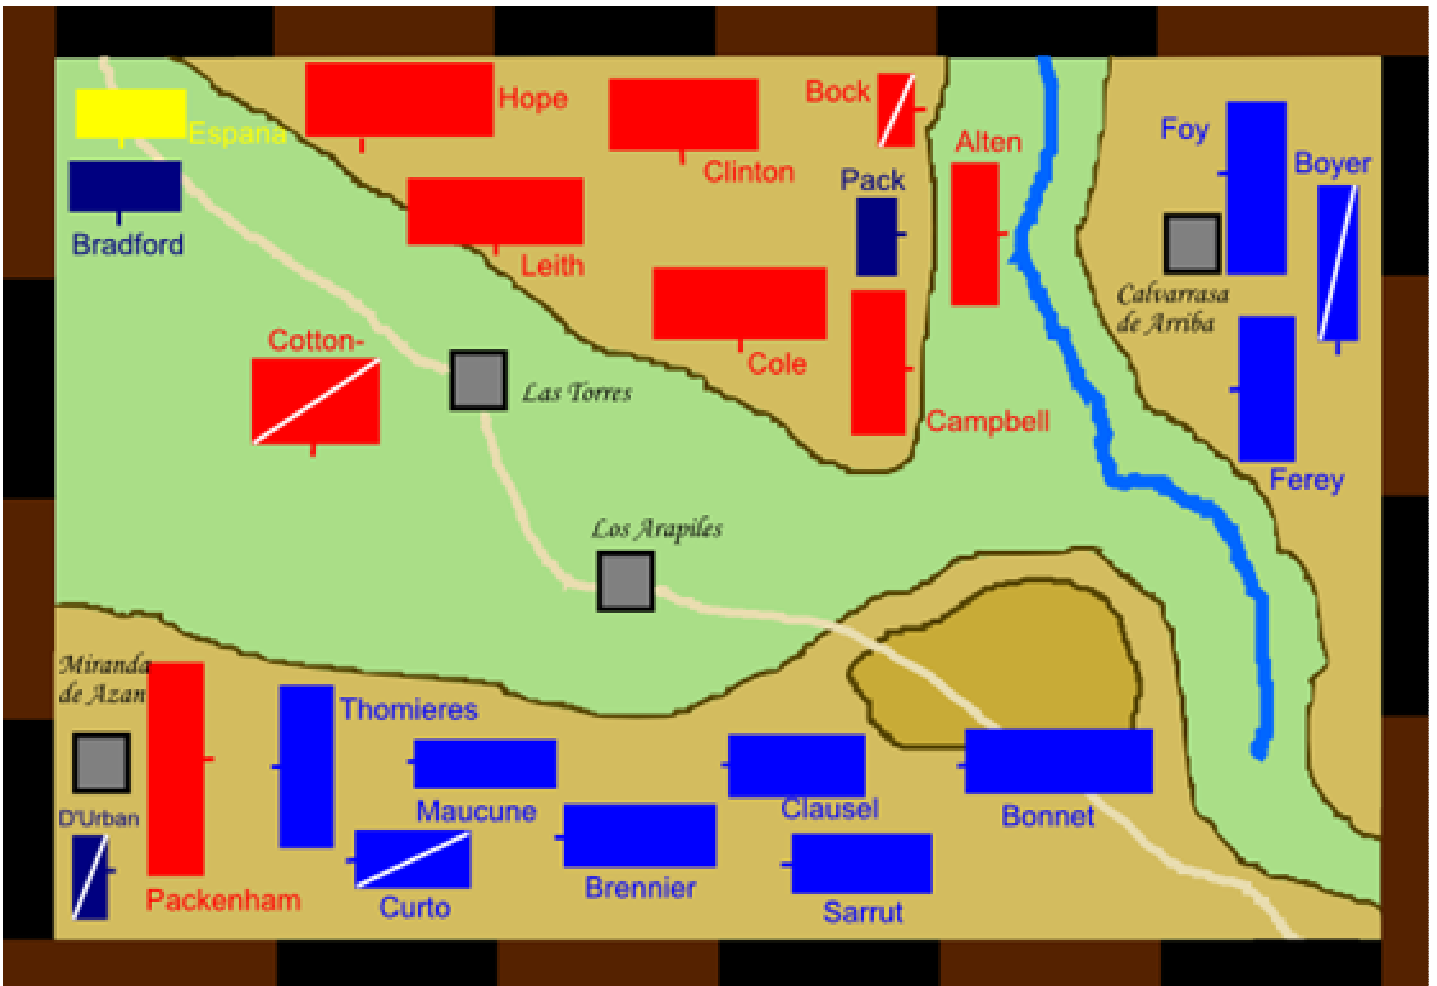 Hope
Bock
España
Clinton
Alten
Foy
Boyer
Pack
Bradford
Leith
Calvarrasa
de Arriba
Cotton-
Cole
Las Torres
Campbell
Ferey
Los Arapiles
Miranda
de Azan
Thomieres
D'Urban
Maucune
Clausel
Bonnet
Packenham
Curto
Brennier
Sarrut